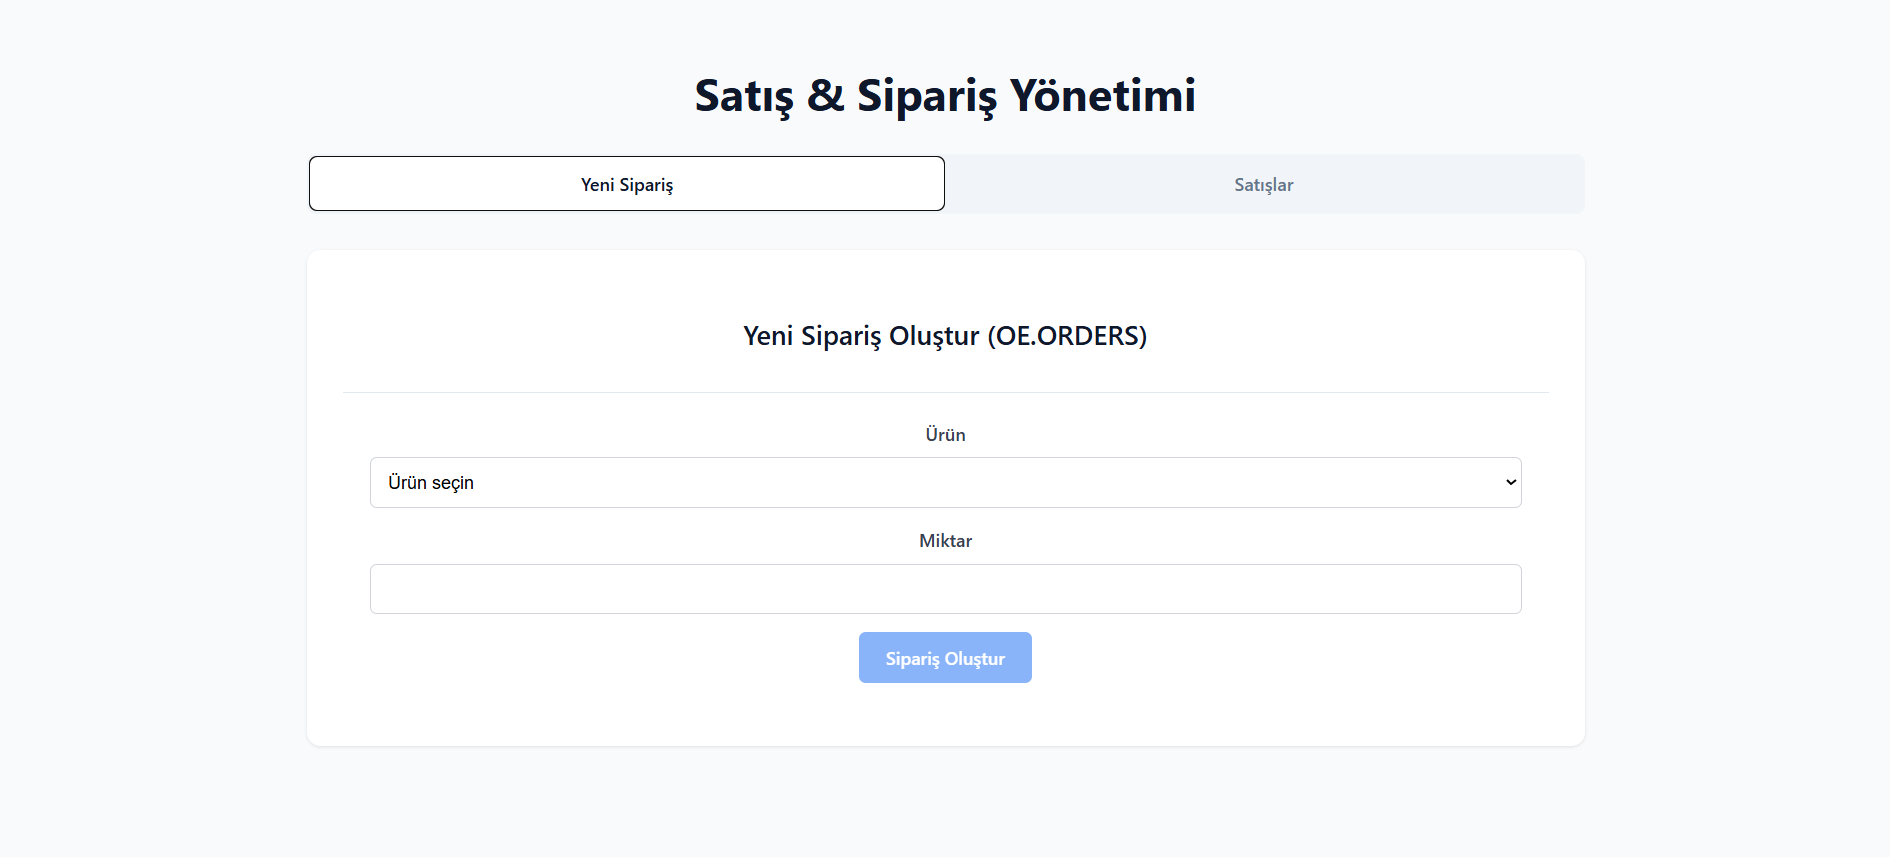 Satış & Sipariş Yönetimi
Yeni Sipariş
Satışlar
Yeni Sipariş Oluştur (OE.ORDERS)
Ürün
Ürün seçin
Miktar
Sipariş Oluştur